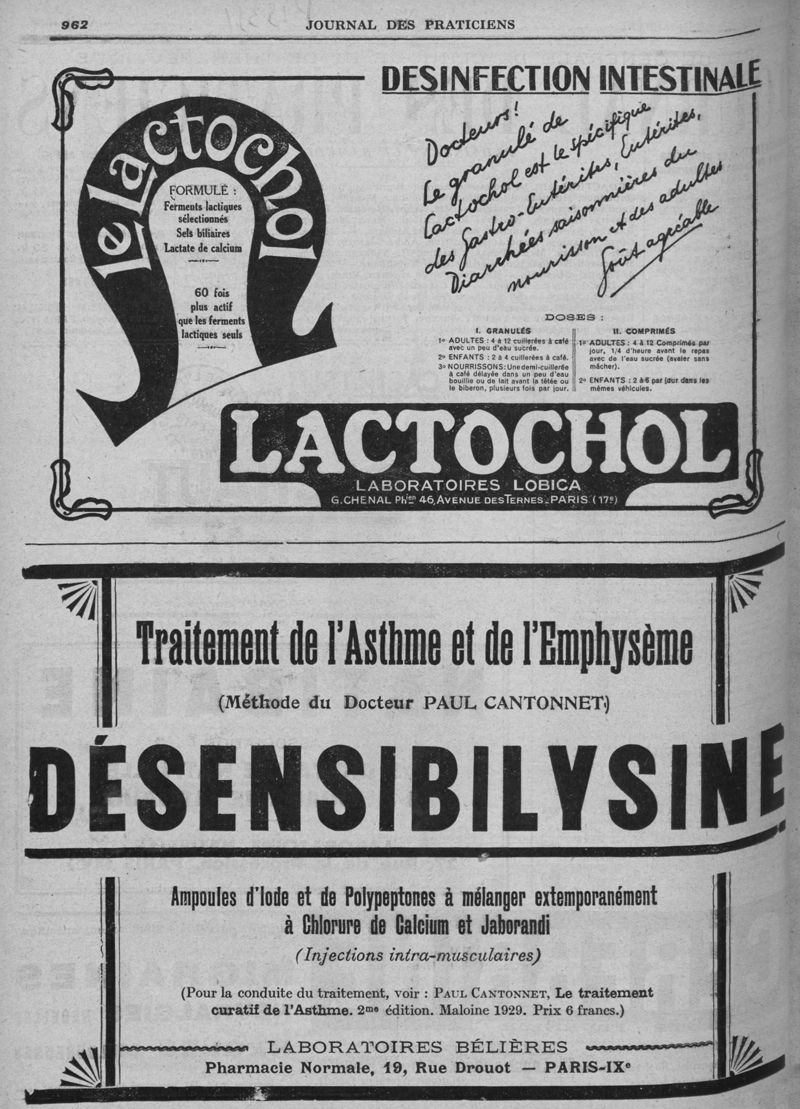 962
JOURNAL DES PRATICIENS
DESINFECTION INTESTINALE
Le Lactochol
FORMULE :
Ferments lactiques
sélectionnés
Sels biliaires
Lactate de calcium
60 fois
plus actif
que les ferments
lactiques seuls
Docteurs!
Le granulé de
Lactochol est le spécifique
des Gastro-Entérites, Entérites,
Diarrhées saisonnières du
nourisson et des adultes
Goût agréable
DOSES :
I. GRANULÉS
1º ADULTES : 4 à 12 cuillerées à café
avec un peu d'eau sucrée.
2º ENFANTS : 2 à 4 cuillerées à café.
3º NOURRISSONS: Une demi-cuillerée
à café délayée dans un peu d'eau
bouillie ou de lait avant la tétée ou
le biberon, plusieurs fois par jour.
II. COMPRIMÉS
1º ADULTES : 4 à 12 Comprimés par
jour, 1/4 d'heure avant le repas
avec de l'eau sucrée (avaler sans
mâcher).
2º ENFANTS : 2 à 6 par jour dans les
mêmes véhicules.
LACTOCHOL
LABORATOIRES LOBICA
G. CHENAL Phien 46, AVENUE DES TERNES - PARIS (17e)
Traitement de l'Asthme et de l'Emphysème
(Méthode du Docteur PAUL CANTONNET)
DÉSENSIBILYSINE
Ampoules d'Iode et de Polypeptones à mélanger extemporanément
à Chlorure de Calcium et Jaborandi
(Injections intra-musculaires)
(Pour la conduite du traitement, voir : PAUL CANTONNET, Le traitement
curatif de l'Asthme. 2me édition. Maloine 1929. Prix 6 francs.)
LABORATOIRES BÉLIÈRES
Pharmacie Normale, 19, Rue Drouot — PARIS-IXe